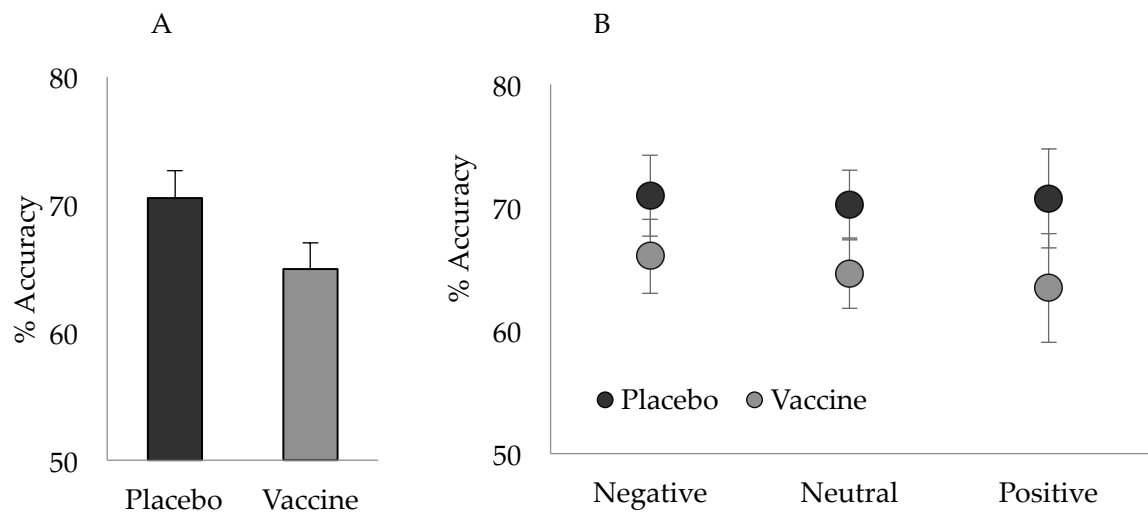 A
80
70
60
50
% Accuracy
Placebo Vaccine
B
80
70
60
50
% Accuracy
Placebo Vaccine
Negative Neutral Positive